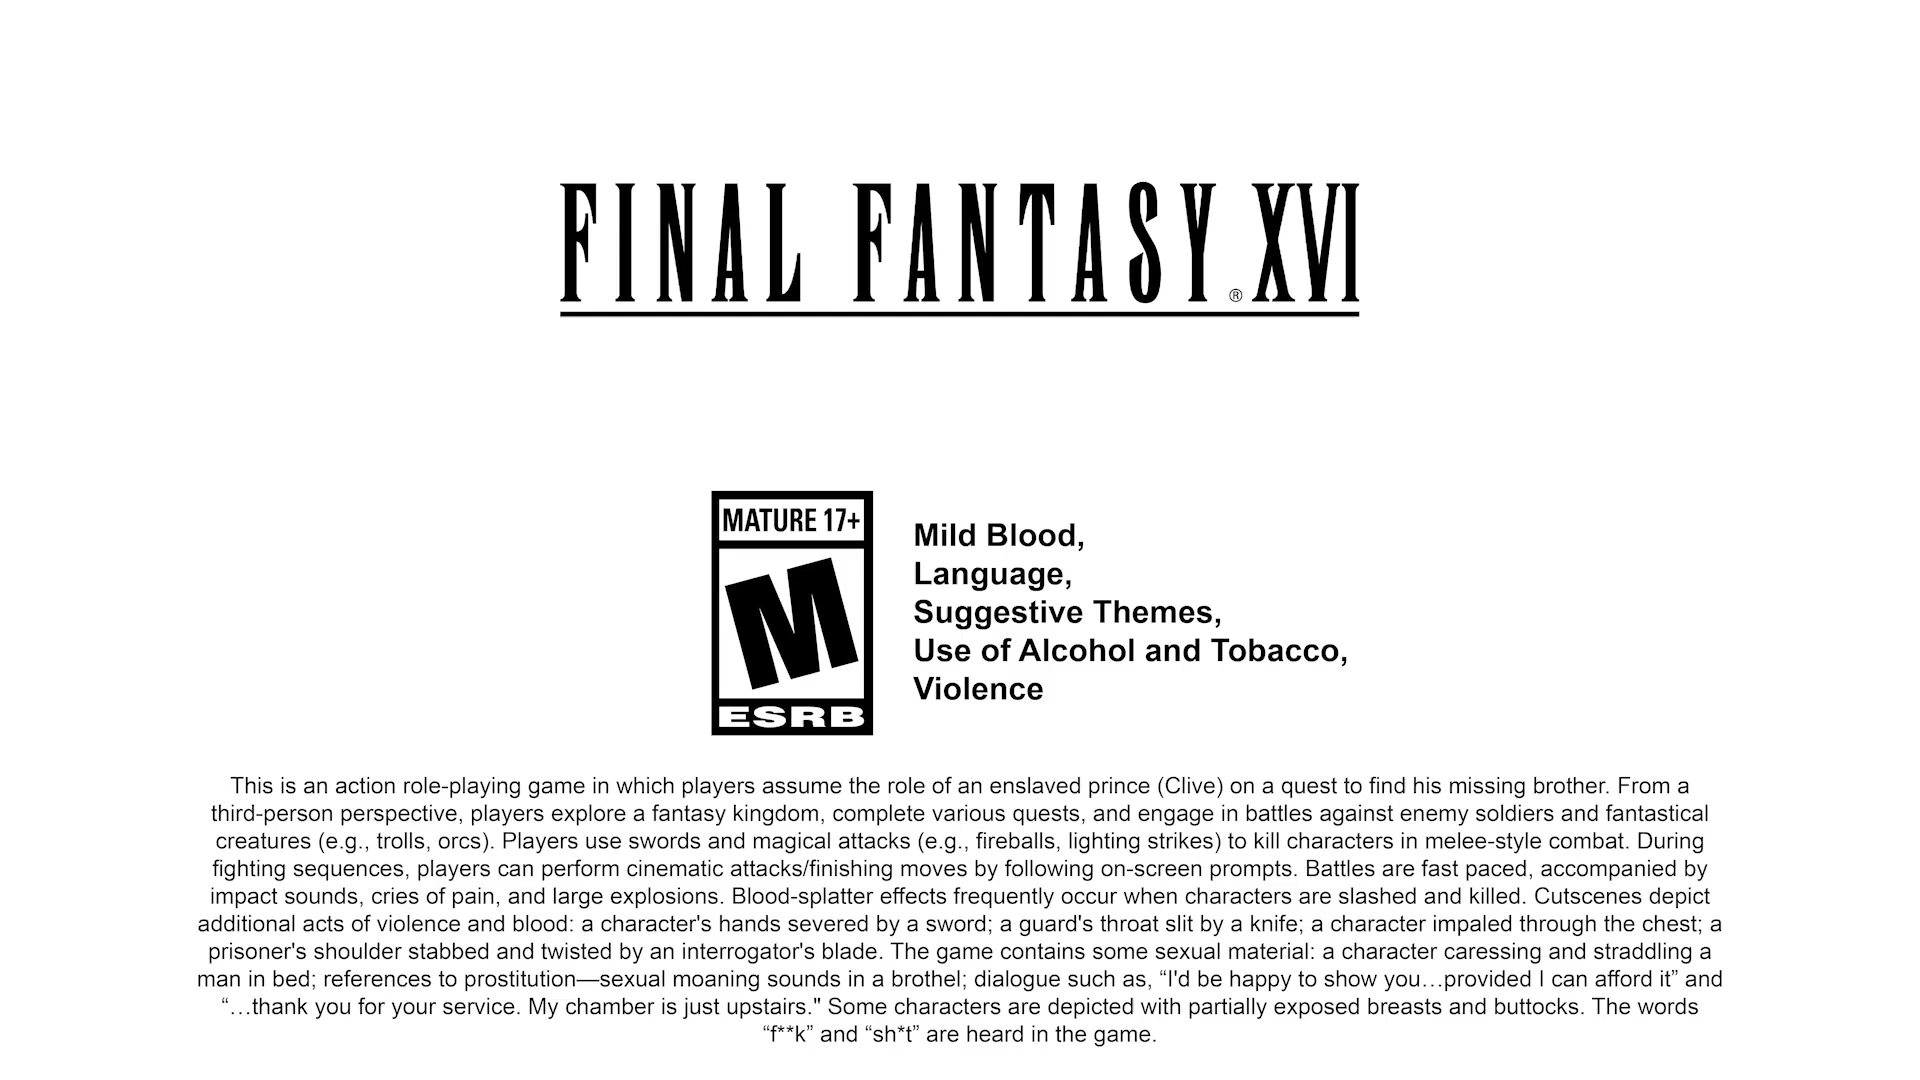 FINAL FANTASY® XVI
MATURE 17+
M
ESRB
Mild Blood,
Language,
Suggestive Themes,
Use of Alcohol and Tobacco,
Violence
This is an action role-playing game in which players assume the role of an enslaved prince (Clive) on a quest to find his missing brother. From a
third-person perspective, players explore a fantasy kingdom, complete various quests, and engage in battles against enemy soldiers and fantastical
creatures (e.g., trolls, orcs). Players use swords and magical attacks (e.g., fireballs, lighting strikes) to kill characters in melee-style combat. During
fighting sequences, players can perform cinematic attacks/finishing moves by following on-screen prompts. Battles are fast paced, accompanied by
impact sounds, cries of pain, and large explosions. Blood-splatter effects frequently occur when characters are slashed and killed. Cutscenes depict
additional acts of violence and blood: a character's hands severed by a sword; a guard's throat slit by a knife; a character impaled through the chest; a
prisoner's shoulder stabbed and twisted by an interrogator's blade. The game contains some sexual material: a character caressing and straddling a
man in bed; references to prostitution—sexual moaning sounds in a brothel; dialogue such as, “I'd be happy to show you…provided I can afford it” and
“…thank you for your service. My chamber is just upstairs." Some characters are depicted with partially exposed breasts and buttocks. The words
“f**k” and “sh*t” are heard in the game.